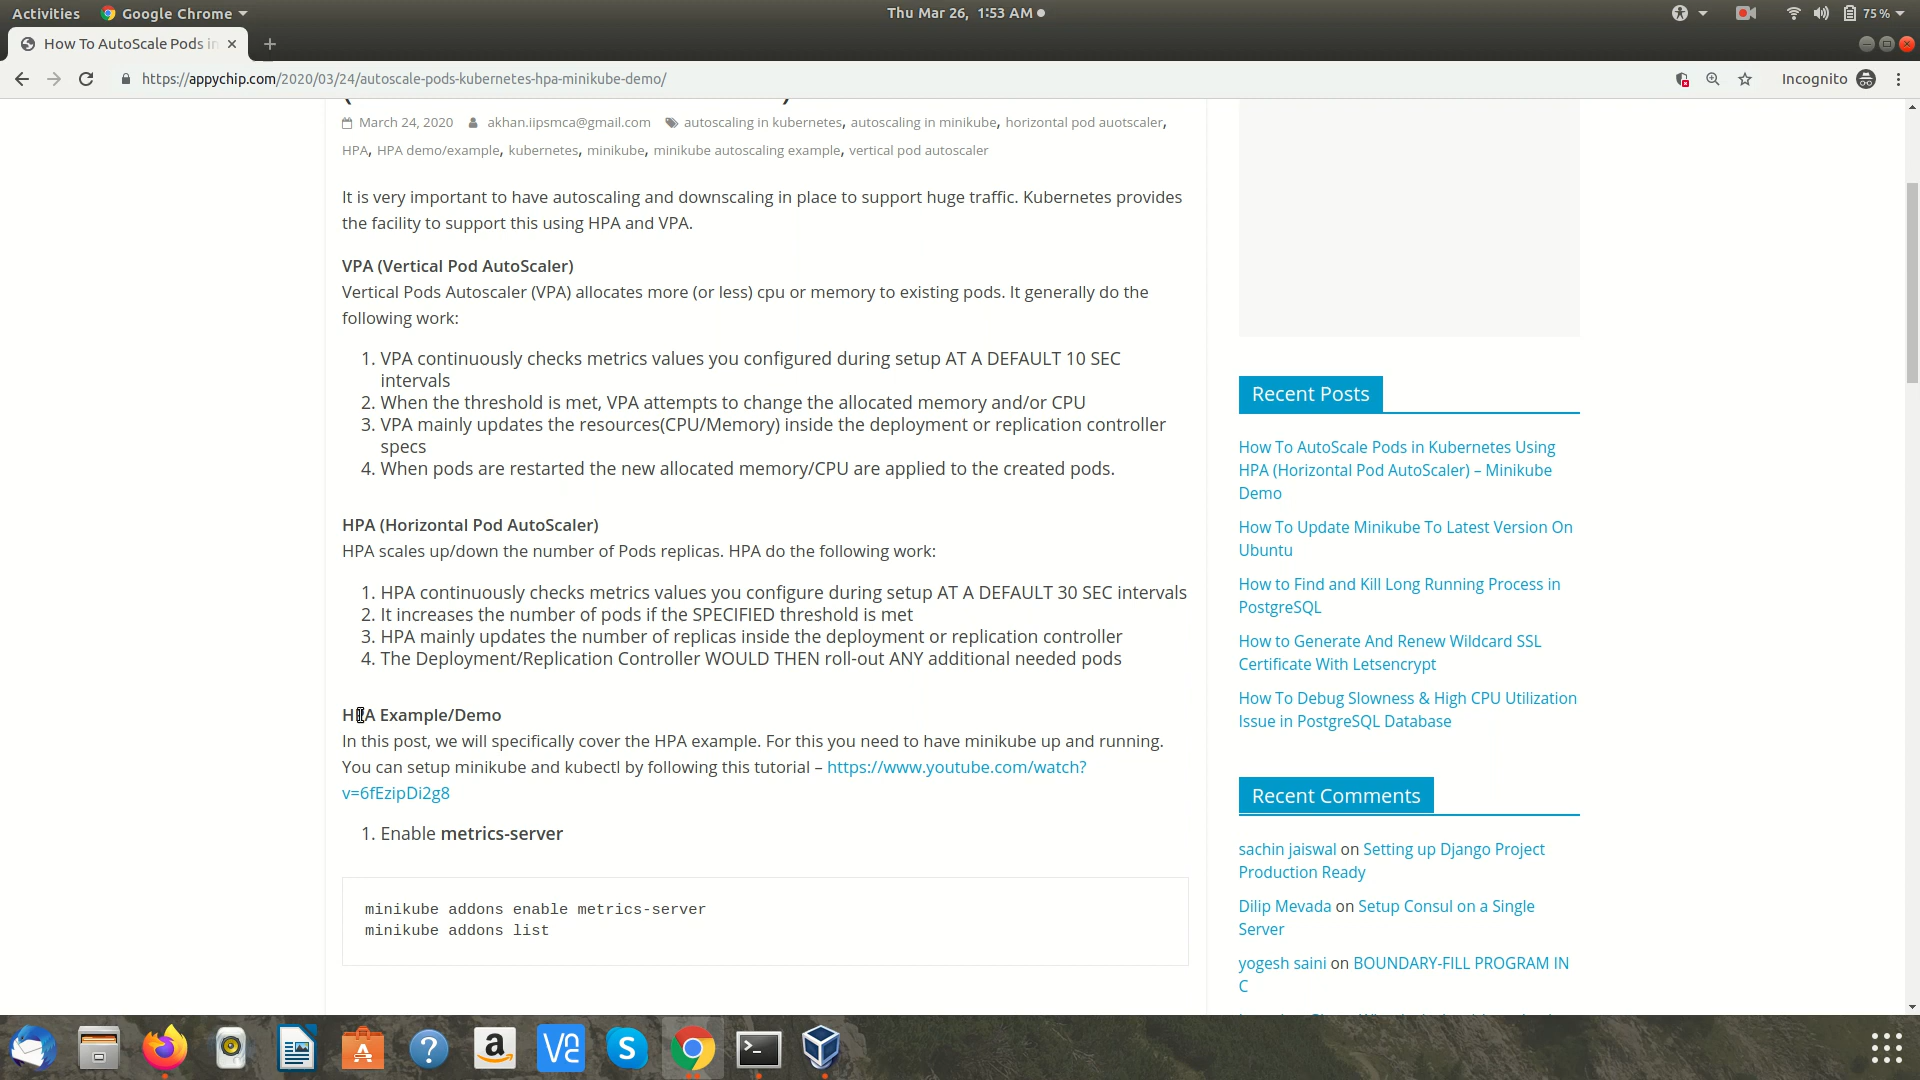 Activities
Google Chrome
Thu Mar 26, 1:53 AM
75 %
How To AutoScale Pods in
https://appychip.com/2020/03/24/autoscale-pods-kubernetes-hpa-minikube-demo/
Incognito
March 24, 2020 akhan.iipsmca@gmail.com autoscaling in kubernetes, autoscaling in minikube, horizontal pod auotscaler,
HPA, HPA demo/example, kubernetes, minikube, minikube autoscaling example, vertical pod autoscaler
It is very important to have autoscaling and downscaling in place to support huge traffic. Kubernetes provides
the facility to support this using HPA and VPA.
VPA (Vertical Pod AutoScaler)
Vertical Pods Autoscaler (VPA) allocates more (or less) cpu or memory to existing pods. It generally do the
following work:
1. VPA continuously checks metrics values you configured during setup AT A DEFAULT 10 SEC
intervals
2. When the threshold is met, VPA attempts to change the allocated memory and/or CPU
3. VPA mainly updates the resources(CPU/Memory) inside the deployment or replication controller
specs
4. When pods are restarted the new allocated memory/CPU are applied to the created pods.
HPA (Horizontal Pod AutoScaler)
HPA scales up/down the number of Pods replicas. HPA do the following work:
1. HPA continuously checks metrics values you configure during setup AT A DEFAULT 30 SEC intervals
2. It increases the number of pods if the SPECIFIED threshold is met
3. HPA mainly updates the number of replicas inside the deployment or replication controller
4. The Deployment/Replication Controller WOULD THEN roll-out ANY additional needed pods
HPA Example/Demo
In this post, we will specifically cover the HPA example. For this you need to have minikube up and running.
You can setup minikube and kubectl by following this tutorial – https://www.youtube.com/watch?
v=6fEzipDi2g8
1. Enable metrics-server
minikube addons enable metrics-server
minikube addons list
Recent Posts
How To AutoScale Pods in Kubernetes Using
HPA (Horizontal Pod AutoScaler) – Minikube
Demo
How To Update Minikube To Latest Version On
Ubuntu
How to Find and Kill Long Running Process in
PostgreSQL
How to Generate And Renew Wildcard SSL
Certificate With Letsencrypt
How To Debug Slowness & High CPU Utilization
Issue in PostgreSQL Database
Recent Comments
sachin jaiswal on Setting up Django Project
Production Ready
Dilip Mevada on Setup Consul on a Single
Server
yogesh saini on BOUNDARY-FILL PROGRAM IN
C